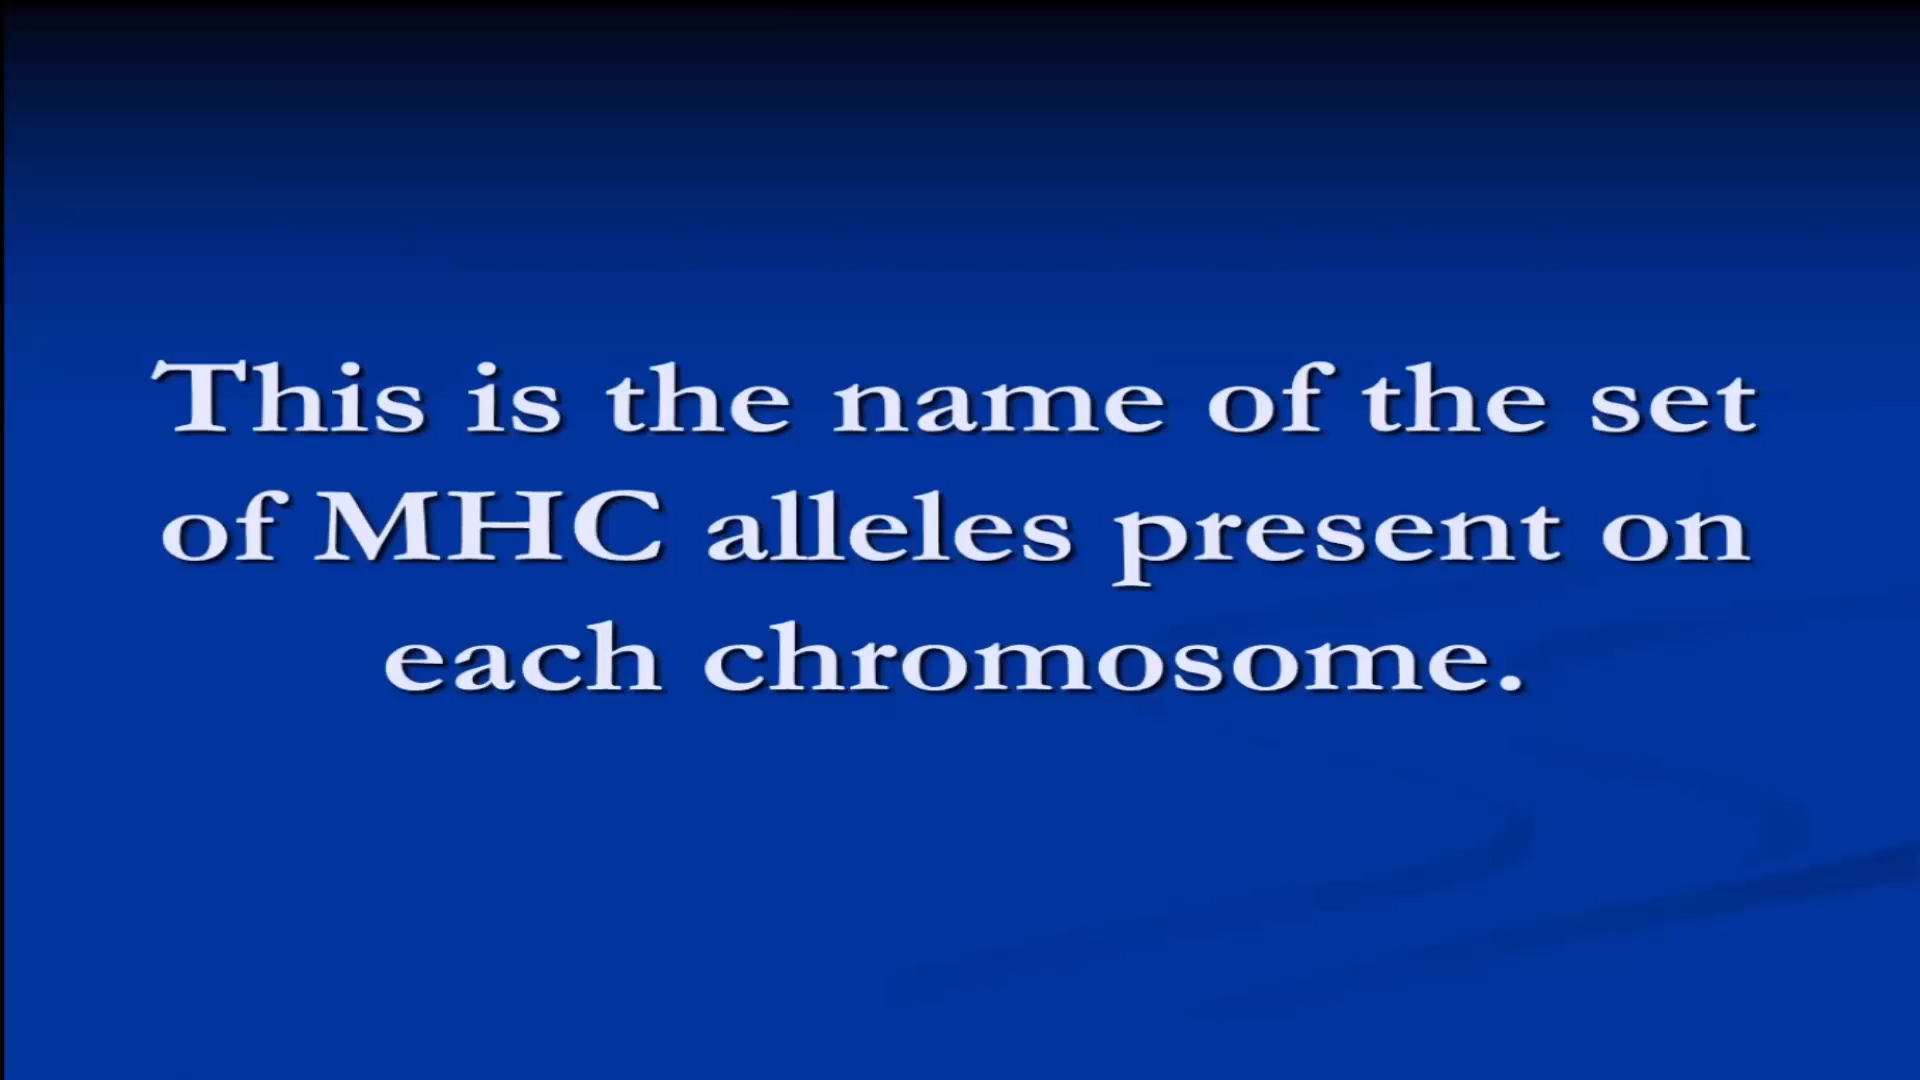 This is the name of the set
of MHC alleles present on
each chromosome.